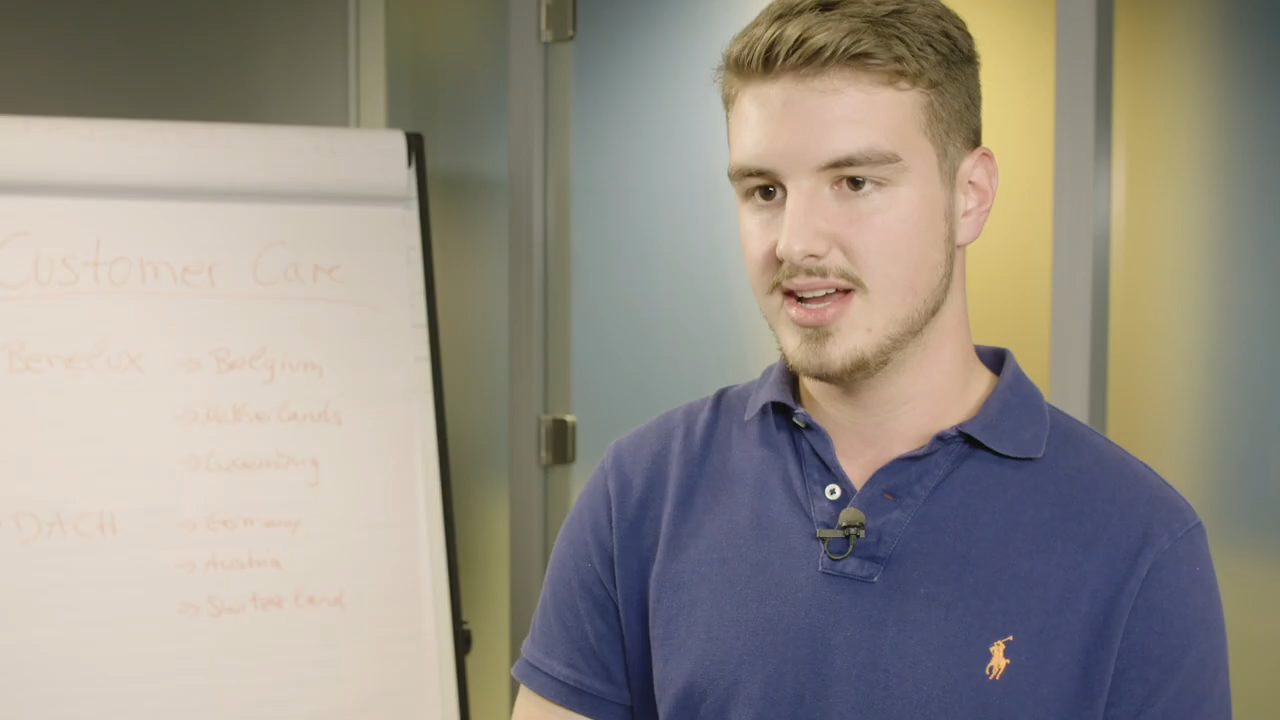 Customer Care
Benelux → Belgium
→ Netherlands
→ Luxemburg
DACH → Germany
→ Austria
→ Switzerland